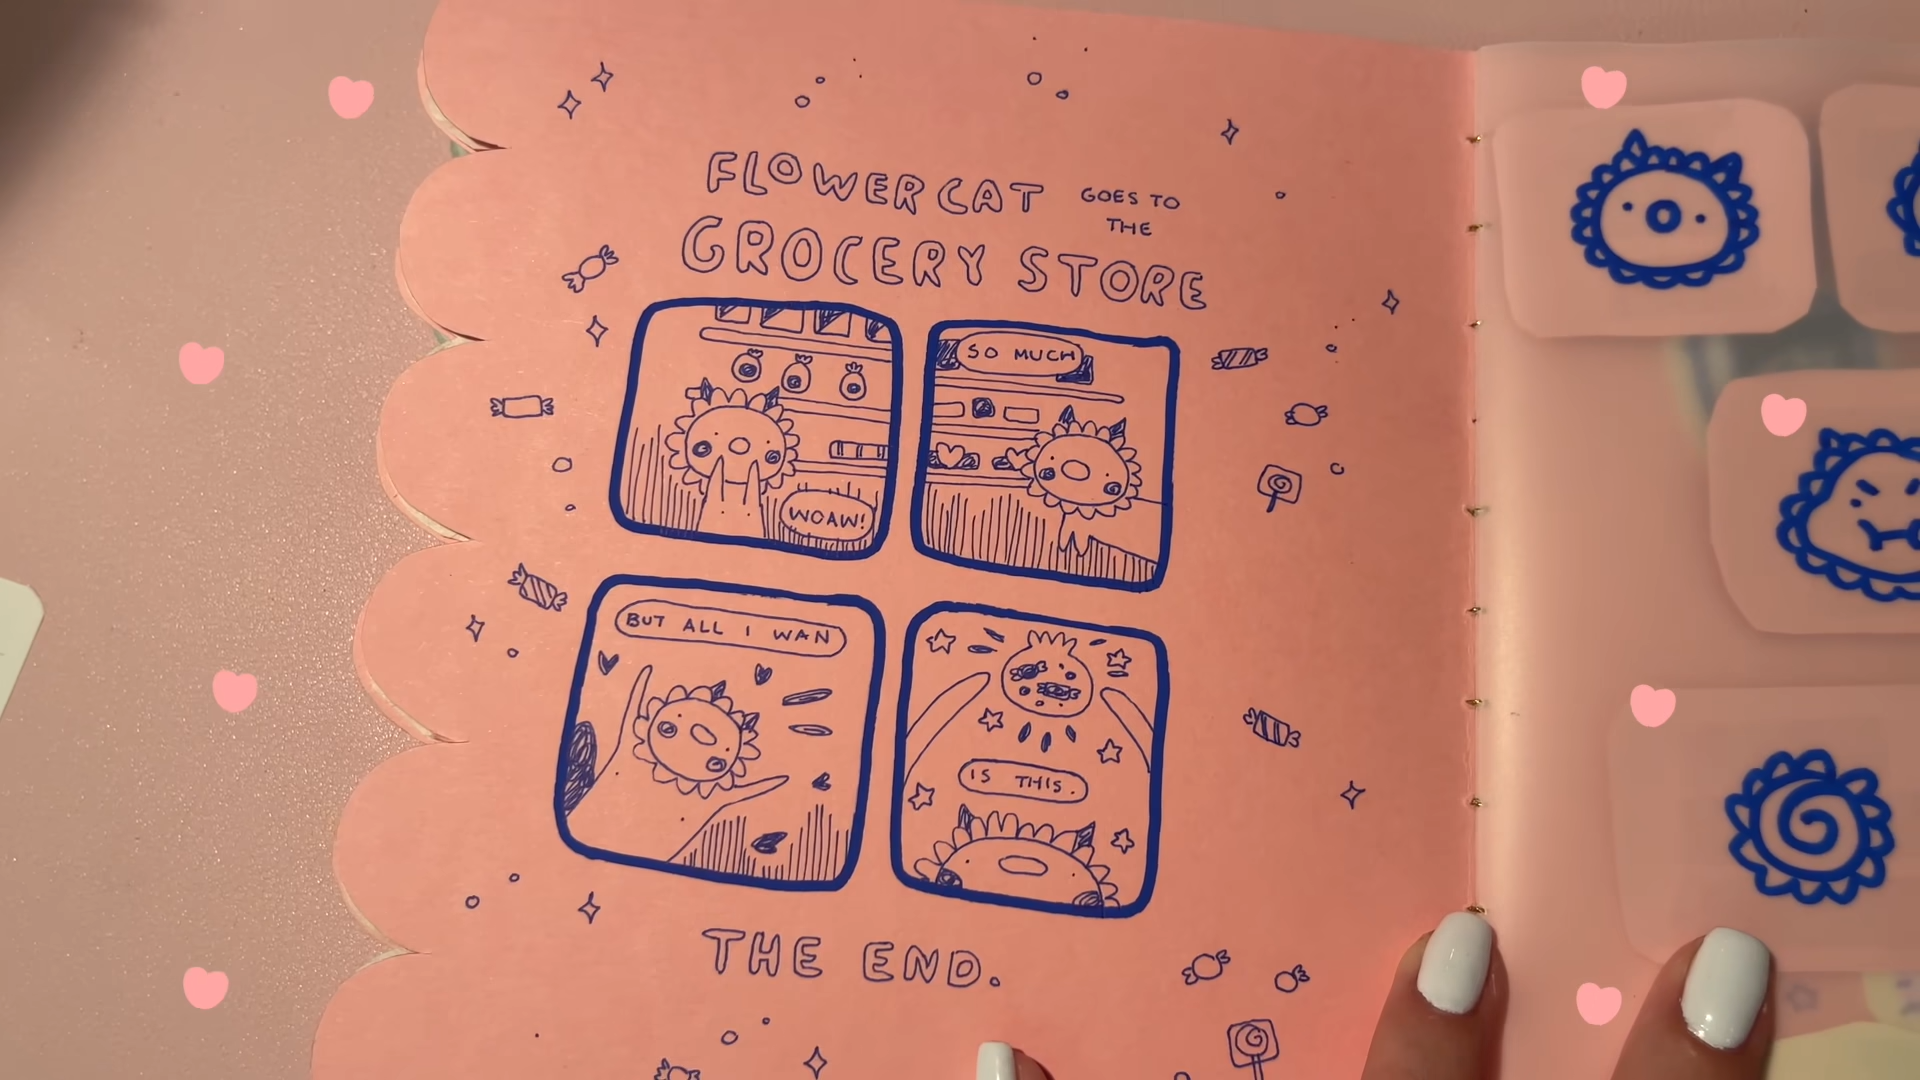 FLOWER CAT GOES TO
THE
GROCERY STORE
WOAW!
SO MUCH
BUT ALL I WAN
IS THIS.
THE END.